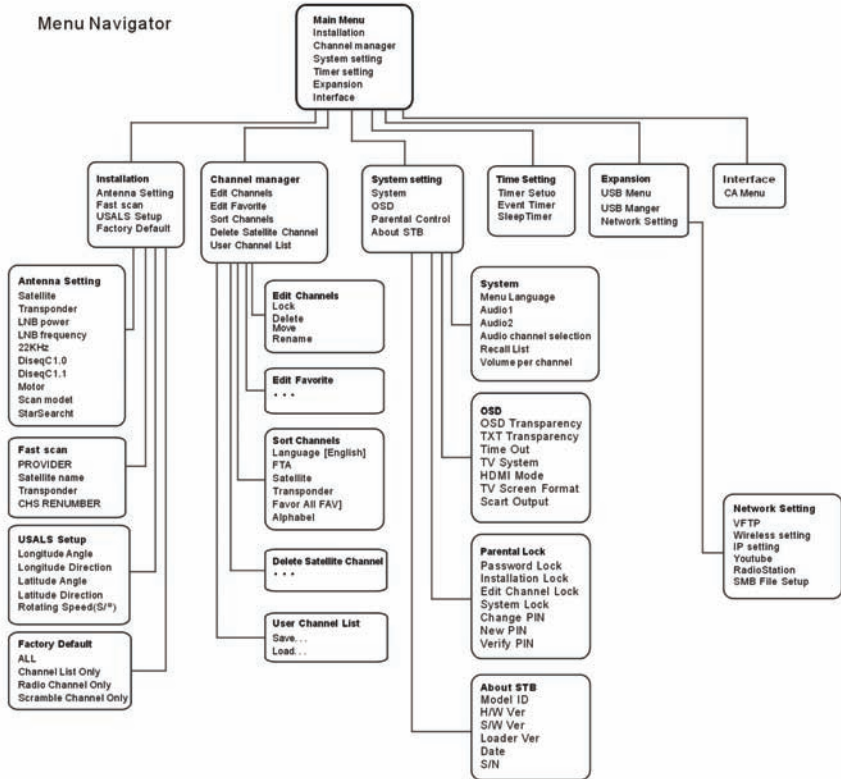 Menu Navigator
Main Menu
Installation
Channel manager
System setting
Timer setting
Expansion
Interface
Installation
Antenna Setting
Fast scan
USALS Setup
Factory Default
Channel manager
Edit Channels
Edit Favorite
Sort Channels
Delete Satellite Channel
User Channel List
System setting
System
OSD
Parental Control
About STB
Time Setting
Timer Setuo
Event Timer
SleepTimer
Expansion
USB Menu
USB Manger
Network Setting
Interface
CA Menu
Antenna Setting
Satellite
Transponder
LNB power
LNB frequency
22KHz
DiseqC1.0
DiseqC1.1
Motor
Scan modet
StarSearcht
Fast scan
PROVIDER
Satellite name
Transponder
CHS RENUMBER
USALS Setup
Longitude Angle
Longitude Direction
Latitude Angle
Latitude Direction
Rotating Speed(S/°)
Factory Default
ALL
Channel List Only
Radio Channel Only
Scramble Channel Only
Edit Channels
Lock
Delete
Move
Rename
Edit Favorite
• • •
Sort Channels
Language [English]
FTA
Satellite
Transponder
Favor All FAV]
Alphabel
Delete Satellite Channel
• • •
User Channel List
Save...
Load...
System
Menu Language
Audio1
Audio2
Audio channel selection
Recall List
Volume per channel
OSD
OSD Transparency
TXT Transparency
Time Out
TV System
HDMI Mode
TV Screen Format
Scart Output
Parental Lock
Password Lock
Installation Lock
Edit Channel Lock
System Lock
Change PIN
New PIN
Verify PIN
About STB
Model ID
H/W Ver
S/W Ver
Loader Ver
Date
S/N
Network Setting
VFTP
Wireless setting
IP setting
Youtube
RadioStation
SMB File Setup